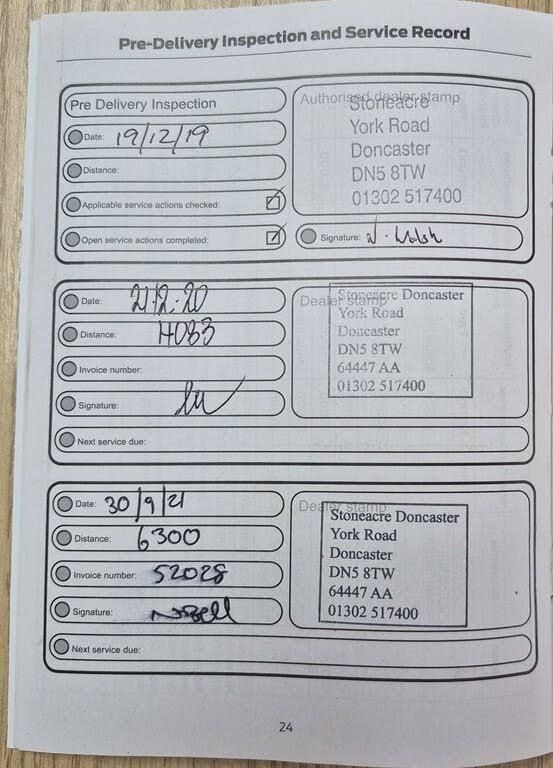 Pre-Delivery Inspection and Service Record
Pre Delivery Inspection
Date: 19/12/19
Distance:
Applicable service actions checked:
Open service actions completed:
Authorised dealer stamp
Stoneacre
York Road
Doncaster
DN5 8TW
01302 517400
Signature:
Date: 21.12.20
Distance: 4083
Invoice number:
Signature:
Next service due:
Dealer stamp
Stoneacre Doncaster
York Road
Doncaster
DN5 8TW
64447 AA
01302 517400
Date: 30/9/21
Distance: 6300
Invoice number: 52028
Signature: NBell
Next service due:
Dealer stamp
Stoneacre Doncaster
York Road
Doncaster
DN5 8TW
64447 AA
01302 517400
24